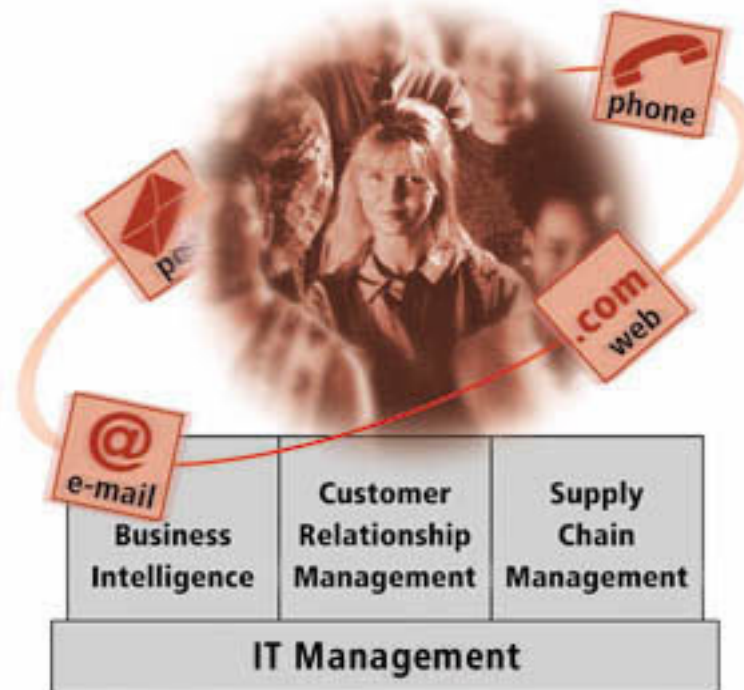 phone
.com
web
@
e-mail
Business
Intelligence
Customer
Relationship
Management
Supply
Chain
Management
IT Management